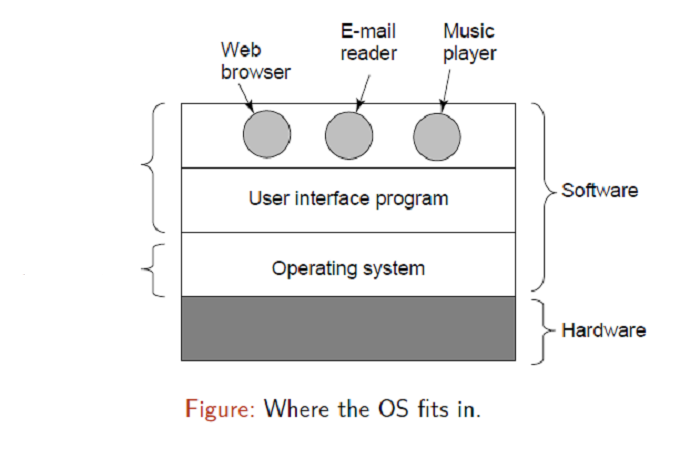 Web
browser
E-mail
reader
Music
player
User interface program
Operating system
Software
Hardware
Figure: Where the OS fits in.